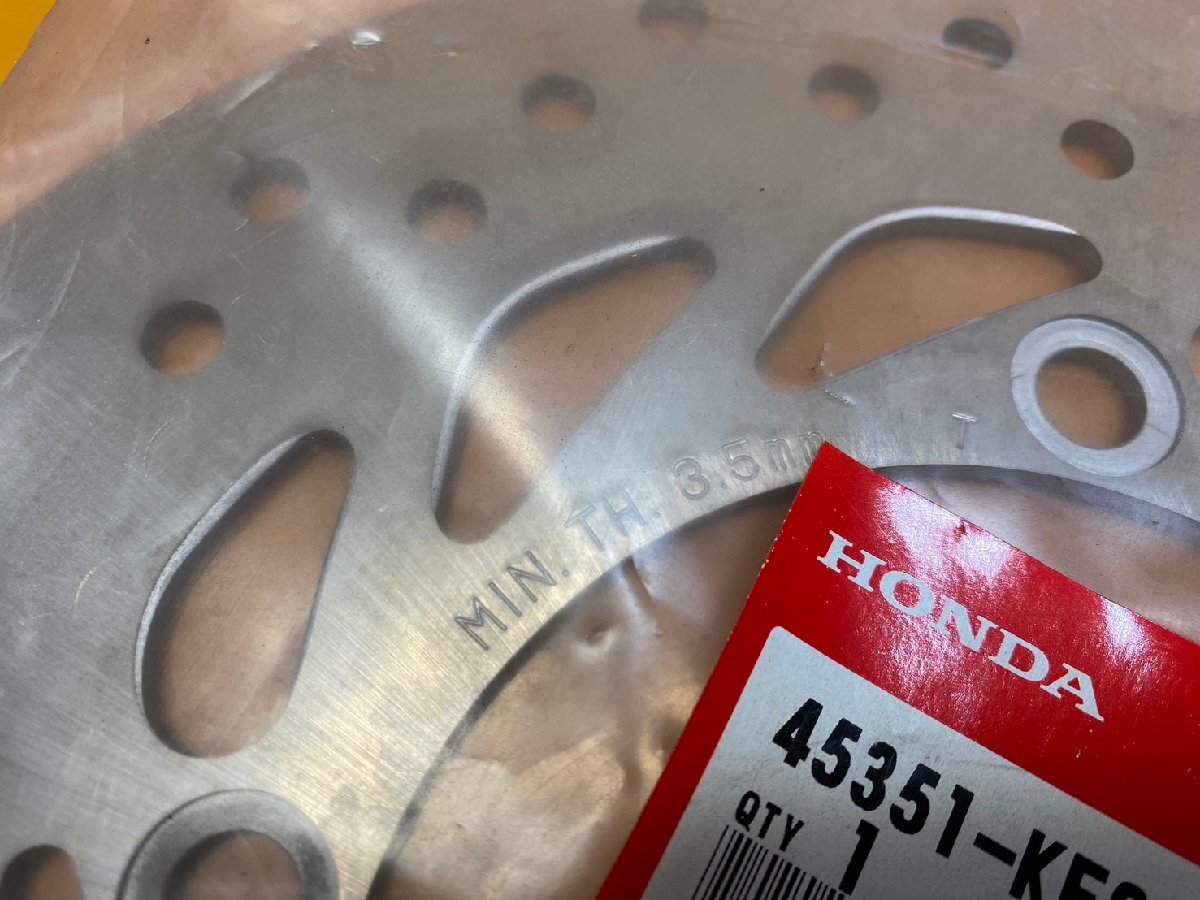 MIN. TH. 3.5mm T
HONDA
45351-KE
QTY 1